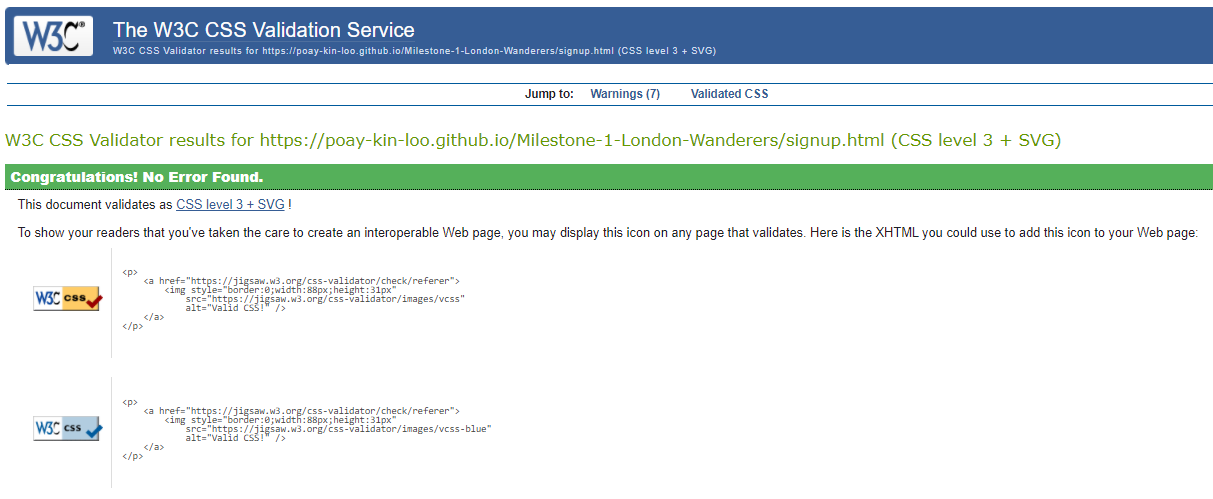 W3C®
The W3C CSS Validation Service
W3C CSS Validator results for https://poay-kin-loo.github.io/Milestone-1-London-Wanderers/signup.html (CSS level 3 + SVG)
Jump to: Warnings (7) Validated CSS
W3C CSS Validator results for https://poay-kin-loo.github.io/Milestone-1-London-Wanderers/signup.html (CSS level 3 + SVG)
Congratulations! No Error Found.
This document validates as CSS level 3 + SVG !
To show your readers that you've taken the care to create an interoperable Web page, you may display this icon on any page that validates. Here is the XHTML you could use to add this icon to your Web page:
W3C css
<p>
<a href="https://jigsaw.w3.org/css-validator/check/referer">
<img style="border:0;width:88px;height:31px"
src="https://jigsaw.w3.org/css-validator/images/vcss"
alt="Valid CSS!" />
</a>
</p>
W3C css
<p>
<a href="https://jigsaw.w3.org/css-validator/check/referer">
<img style="border:0;width:88px;height:31px"
src="https://jigsaw.w3.org/css-validator/images/vcss-blue"
alt="Valid CSS!" />
</a>
</p>